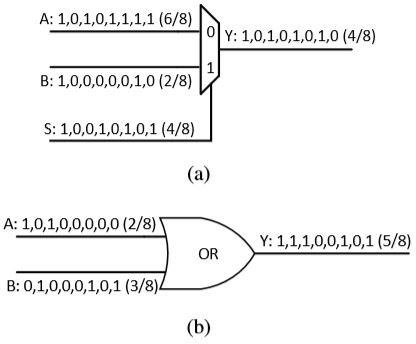 A: 1,0,1,0,1,1,1,1 (6/8)
0
Y: 1,0,1,0,1,0,1,0 (4/8)
1
B: 1,0,0,0,0,0,1,0 (2/8)
S: 1,0,0,1,0,1,0,1 (4/8)
(a)
A: 1,0,1,0,0,0,0,0 (2/8)
OR
Y: 1,1,1,0,0,1,0,1 (5/8)
B: 0,1,0,0,0,1,0,1 (3/8)
(b)